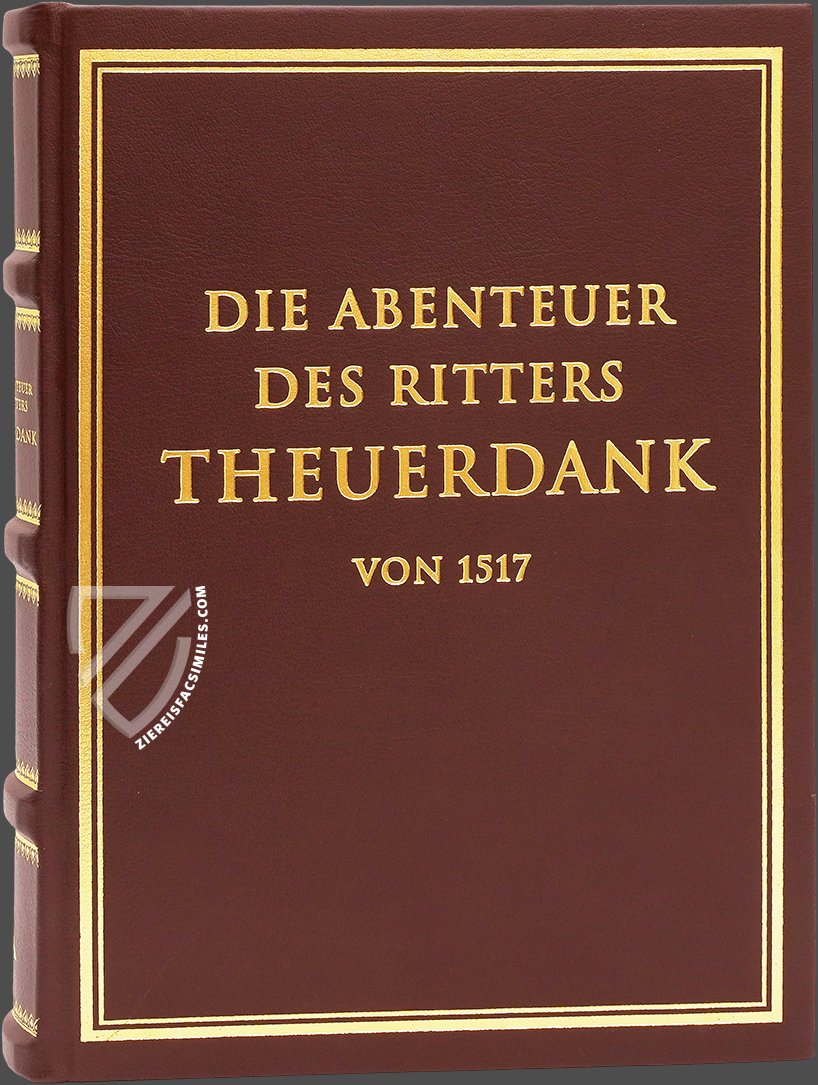 DIE ABENTEUER
DES RITTERS
THEUERDANK
VON 1517
ZIEREISFACSIMILES.COM